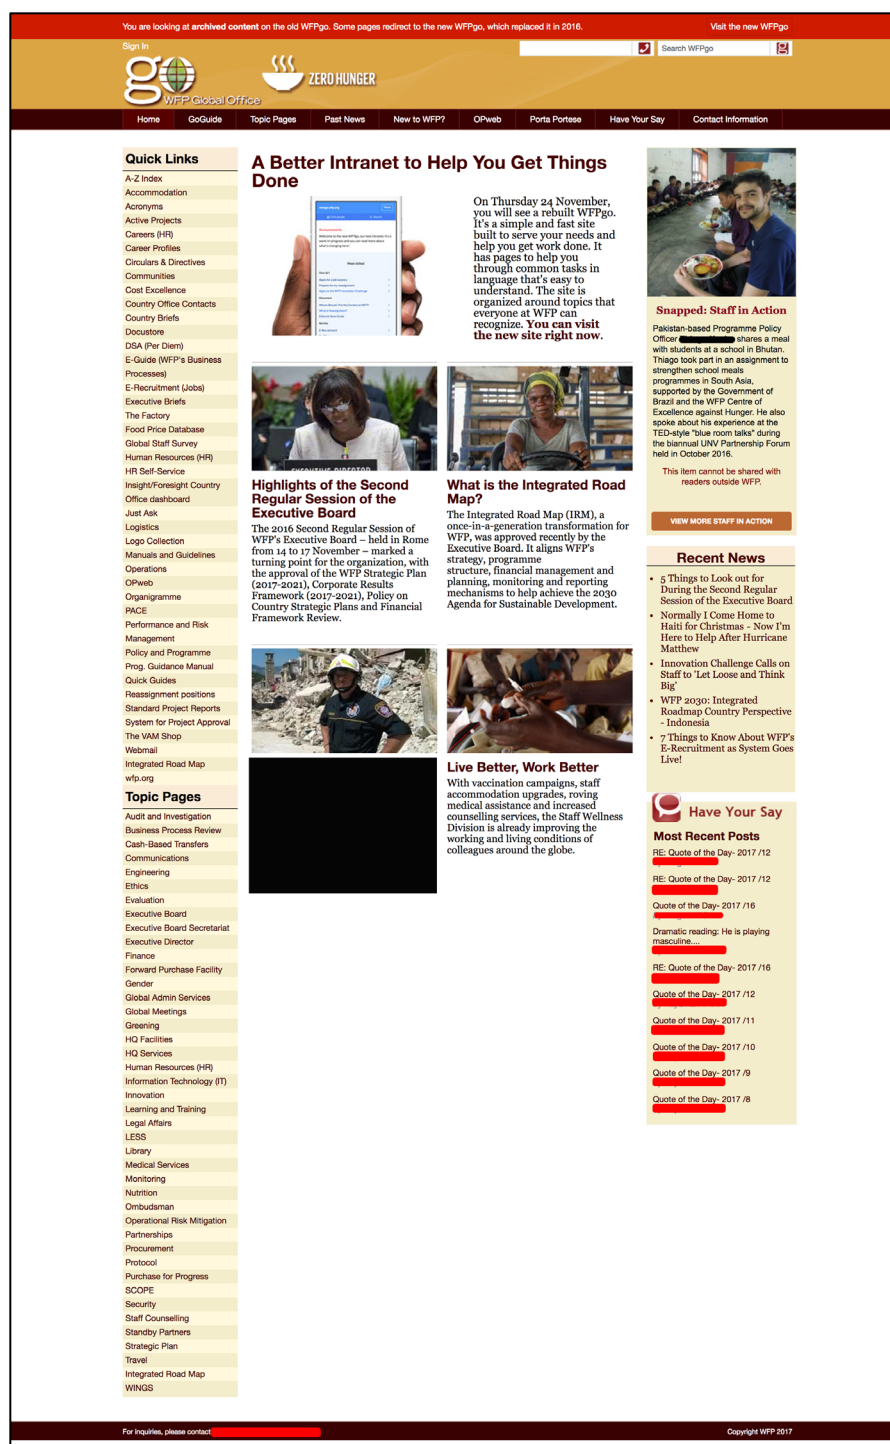 You are looking at archived content on the old WFPgo. Some pages redirect to the new WFPgo, which replaced it in 2016.
Visit the new WFPgo
Sign In
Search WFPgo
go
WFP Global Office
ZERO HUNGER
Home
GoGuide
Topic Pages
Past News
New to WFP?
OPweb
Porta Portese
Have Your Say
Contact Information
Quick Links
A-Z Index
Accommodation
Acronyms
Active Projects
Careers (HR)
Career Profiles
Circulars & Directives
Communities
Cost Excellence
Country Office Contacts
Country Briefs
Docustore
DSA (Per Diem)
E-Guide (WFP's Business
Processes)
E-Recruitment (Jobs)
Executive Briefs
The Factory
Food Price Database
Global Staff Survey
Human Resources (HR)
HR Self-Service
Insight/Foresight Country
Office dashboard
Just Ask
Logistics
Logo Collection
Manuals and Guidelines
Operations
OPweb
Organigramme
PACE
Performance and Risk
Management
Policy and Programme
Prog. Guidance Manual
Quick Guides
Reassignment positions
Standard Project Reports
System for Project Approval
The VAM Shop
Webmail
Integrated Road Map
wfp.org
Topic Pages
Audit and Investigation
Business Process Review
Cash-Based Transfers
Communications
Engineering
Ethics
Evaluation
Executive Board
Executive Board Secretariat
Executive Director
Finance
Forward Purchase Facility
Gender
Global Admin Services
Global Meetings
Greening
HQ Facilities
HQ Services
Human Resources (HR)
Information Technology (IT)
Innovation
Learning and Training
Legal Affairs
LESS
Library
Medical Services
Monitoring
Nutrition
Ombudsman
Operational Risk Mitigation
Partnerships
Procurement
Protocol
Purchase for Progress
SCOPE
Security
Staff Counselling
Standby Partners
Strategic Plan
Travel
Integrated Road Map
WINGS
A Better Intranet to Help You Get Things
Done
On Thursday 24 November,
you will see a rebuilt WFPgo.
It's a simple and fast site
built to serve your needs and
help you get work done. It
has pages to help you
through common tasks in
language that's easy to
understand. The site is
organized around topics that
everyone at WFP can
recognize. You can visit
the new site right now.
EXECUTIVE DIRECTOR
Highlights of the Second
Regular Session of the
Executive Board
The 2016 Second Regular Session of
WFP's Executive Board – held in Rome
from 14 to 17 November – marked a
turning point for the organization, with
the approval of the WFP Strategic Plan
(2017-2021), Corporate Results
Framework (2017-2021), Policy on
Country Strategic Plans and Financial
Framework Review.
What is the Integrated Road
Map?
The Integrated Road Map (IRM), a
once-in-a-generation transformation for
WFP, was approved recently by the
Executive Board. It aligns WFP's
strategy, programme
structure, financial management and
planning, monitoring and reporting
mechanisms to help achieve the 2030
Agenda for Sustainable Development.
Live Better, Work Better
With vaccination campaigns, staff
accommodation upgrades, roving
medical assistance and increased
counselling services, the Staff Wellness
Division is already improving the
working and living conditions of
colleagues around the globe.
Snapped: Staff in Action
Pakistan-based Programme Policy
Officer shares a meal
with students at a school in Bhutan.
Thiago took part in an assignment to
strengthen school meals
programmes in South Asia,
supported by the Government of
Brazil and the WFP Centre of
Excellence against Hunger. He also
spoke about his experience at the
TED-style "blue room talks" during
the biannual UNV Partnership Forum
held in October 2016.
This item cannot be shared with
readers outside WFP.
VIEW MORE STAFF IN ACTION
Recent News
• 5 Things to Look out for
During the Second Regular
Session of the Executive Board
• Normally I Come Home to
Haiti for Christmas - Now I'm
Here to Help After Hurricane
Matthew
• Innovation Challenge Calls on
Staff to 'Let Loose and Think
Big'
• WFP 2030: Integrated
Roadmap Country Perspective
- Indonesia
• 7 Things to Know About WFP's
E-Recruitment as System Goes
Live!
Have Your Say
Most Recent Posts
RE: Quote of the Day- 2017 /12
RE: Quote of the Day- 2017 /12
Quote of the Day- 2017 /16
Dramatic reading: He is playing
masculine....
RE: Quote of the Day- 2017 /16
Quote of the Day- 2017 /12
Quote of the Day- 2017 /11
Quote of the Day- 2017 /10
Quote of the Day- 2017 /9
Quote of the Day- 2017 /8
For inquiries, please contact
Copyright WFP 2017